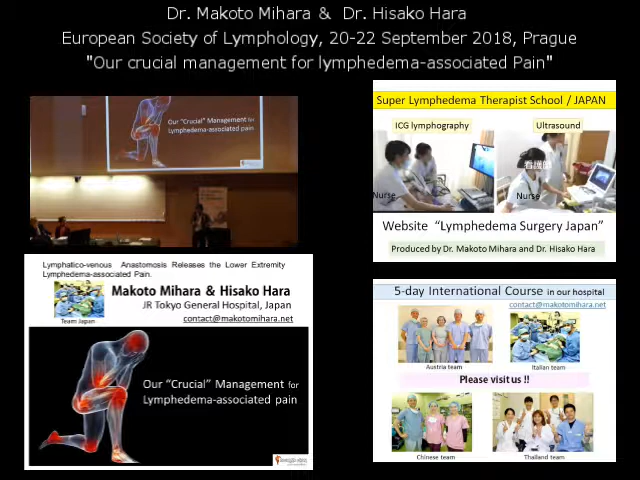 Dr. Makoto Mihara & Dr. Hisako Hara
European Society of Lymphology, 20-22 September 2018, Prague
"Our crucial management for lymphedema-associated Pain"
Our "Crucial" Management for
Lymphedema-associated pain.
Super Lymphedema Therapist School / JAPAN
ICG lymphography
Ultrasound
看護師
Nurse
Nurse
Website "Lymphedema Surgery Japan"
Produced by Dr. Makoto Mihara and Dr. Hisako Hara
Lymphatico-venous Anastomosis Releases the Lower Extremity
Lymphedema-associated Pain.
Makoto Mihara & Hisako Hara
JR Tokyo General Hospital, Japan
Team Japan
contact@makotomihara.net
Our "Crucial" Management for
Lymphedema-associated pain
5-day International Course in our hospital
contact@makotomihara.net
Austria team
Italian team
Please visit us !!
Chinese team
Thailand team